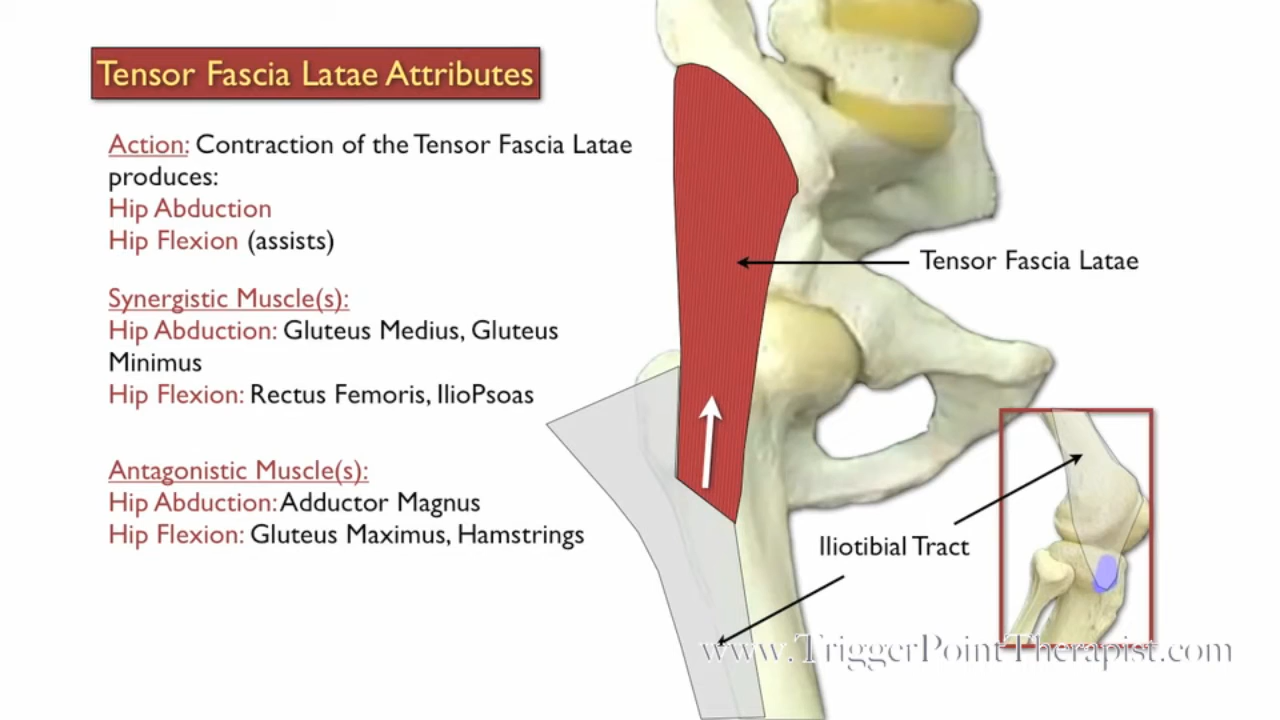 Tensor Fascia Latae Attributes
Action: Contraction of the Tensor Fascia Latae
produces:
Hip Abduction
Hip Flexion (assists)
Synergistic Muscle(s):
Hip Abduction: Gluteus Medius, Gluteus
Minimus
Hip Flexion: Rectus Femoris, IlioPsoas
Antagonistic Muscle(s):
Hip Abduction: Adductor Magnus
Hip Flexion: Gluteus Maximus, Hamstrings
Tensor Fascia Latae
Iliotibial Tract
www.TriggerPointTherapist.com